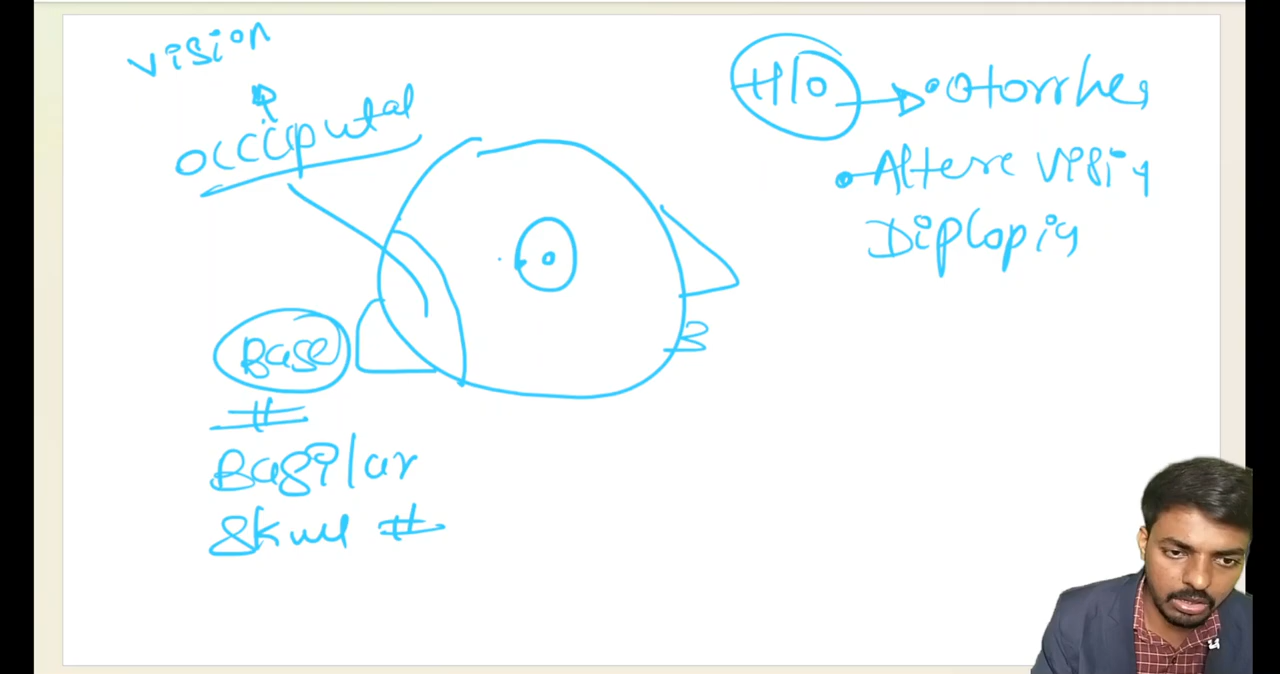 vision
occiputal
Base
#
Basilar
Skull #
H/O → • Otorrhea
• Altere vision
Diplopia